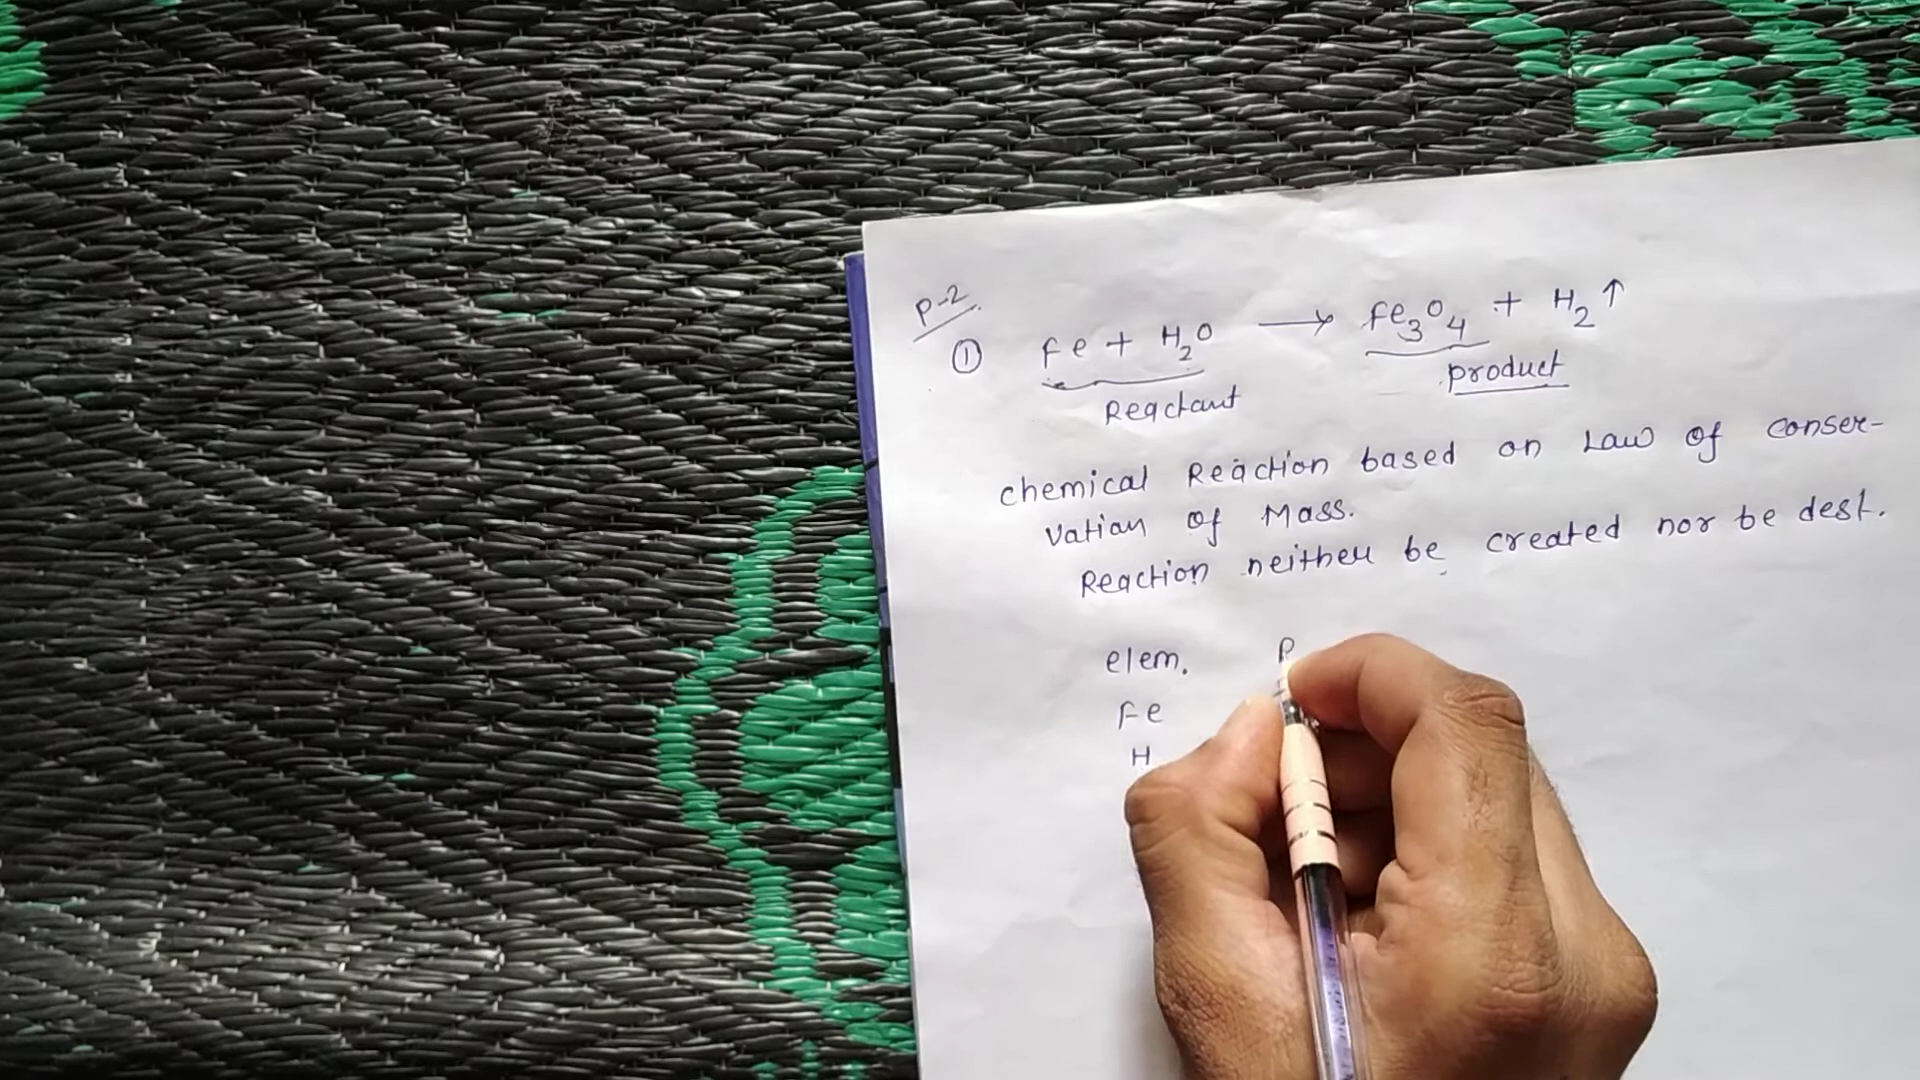 P-2
① Fe + H₂O → Fe₃O₄ + H₂↑
Reactant product
chemical Reaction based on Law of conser-
vation of Mass.
Reaction neither be created nor be dest.
elem. R
Fe
H